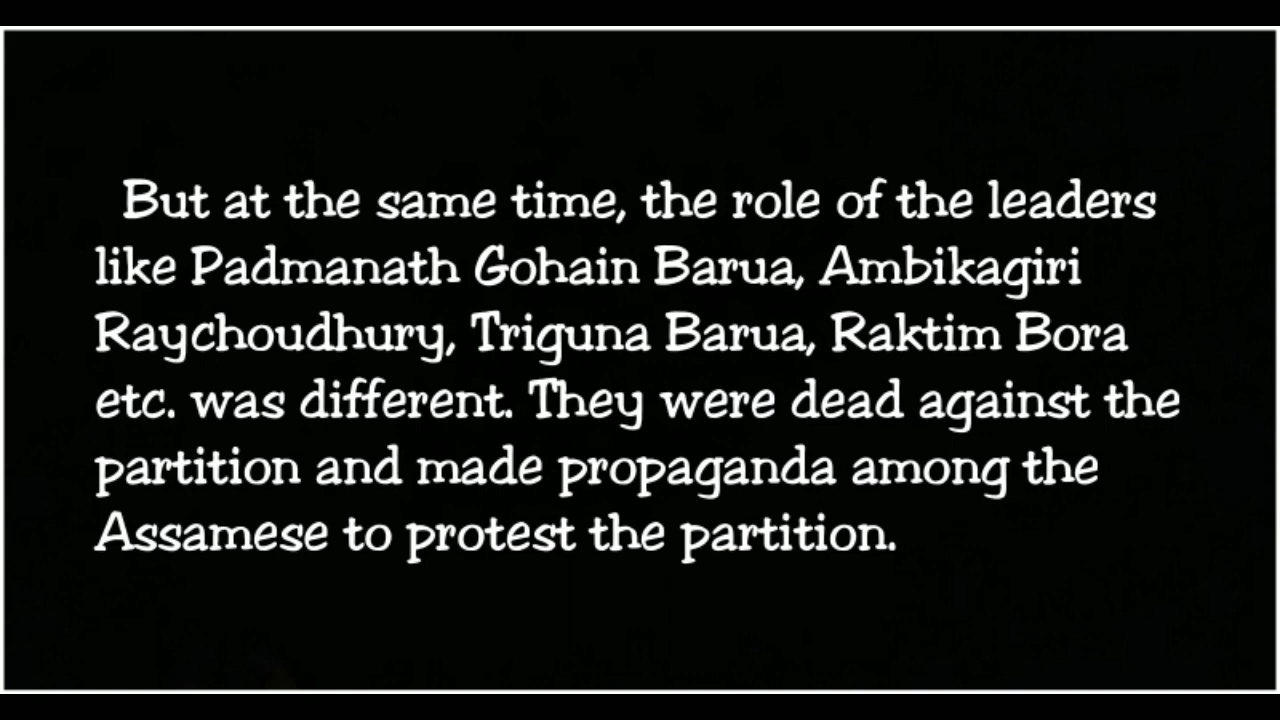 But at the same time, the role of the leaders
like Padmanath Gohain Barua, Ambikagiri
Raychoudhury, Triguna Barua, Raktim Bora
etc. was different. They were dead against the
partition and made propaganda among the
Assamese to protest the partition.